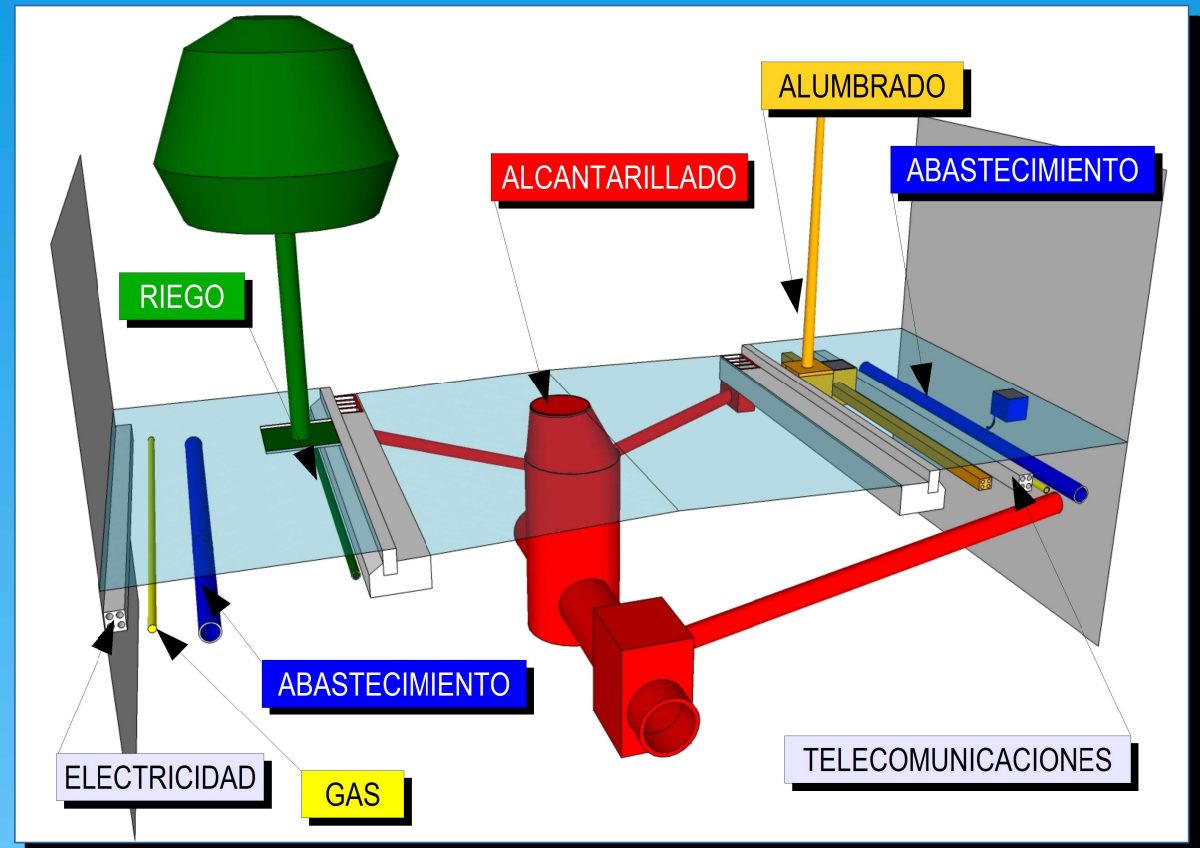 ALUMBRADO
ALCANTARILLADO
ABASTECIMIENTO
RIEGO
ABASTECIMIENTO
ELECTRICIDAD
GAS
TELECOMUNICACIONES